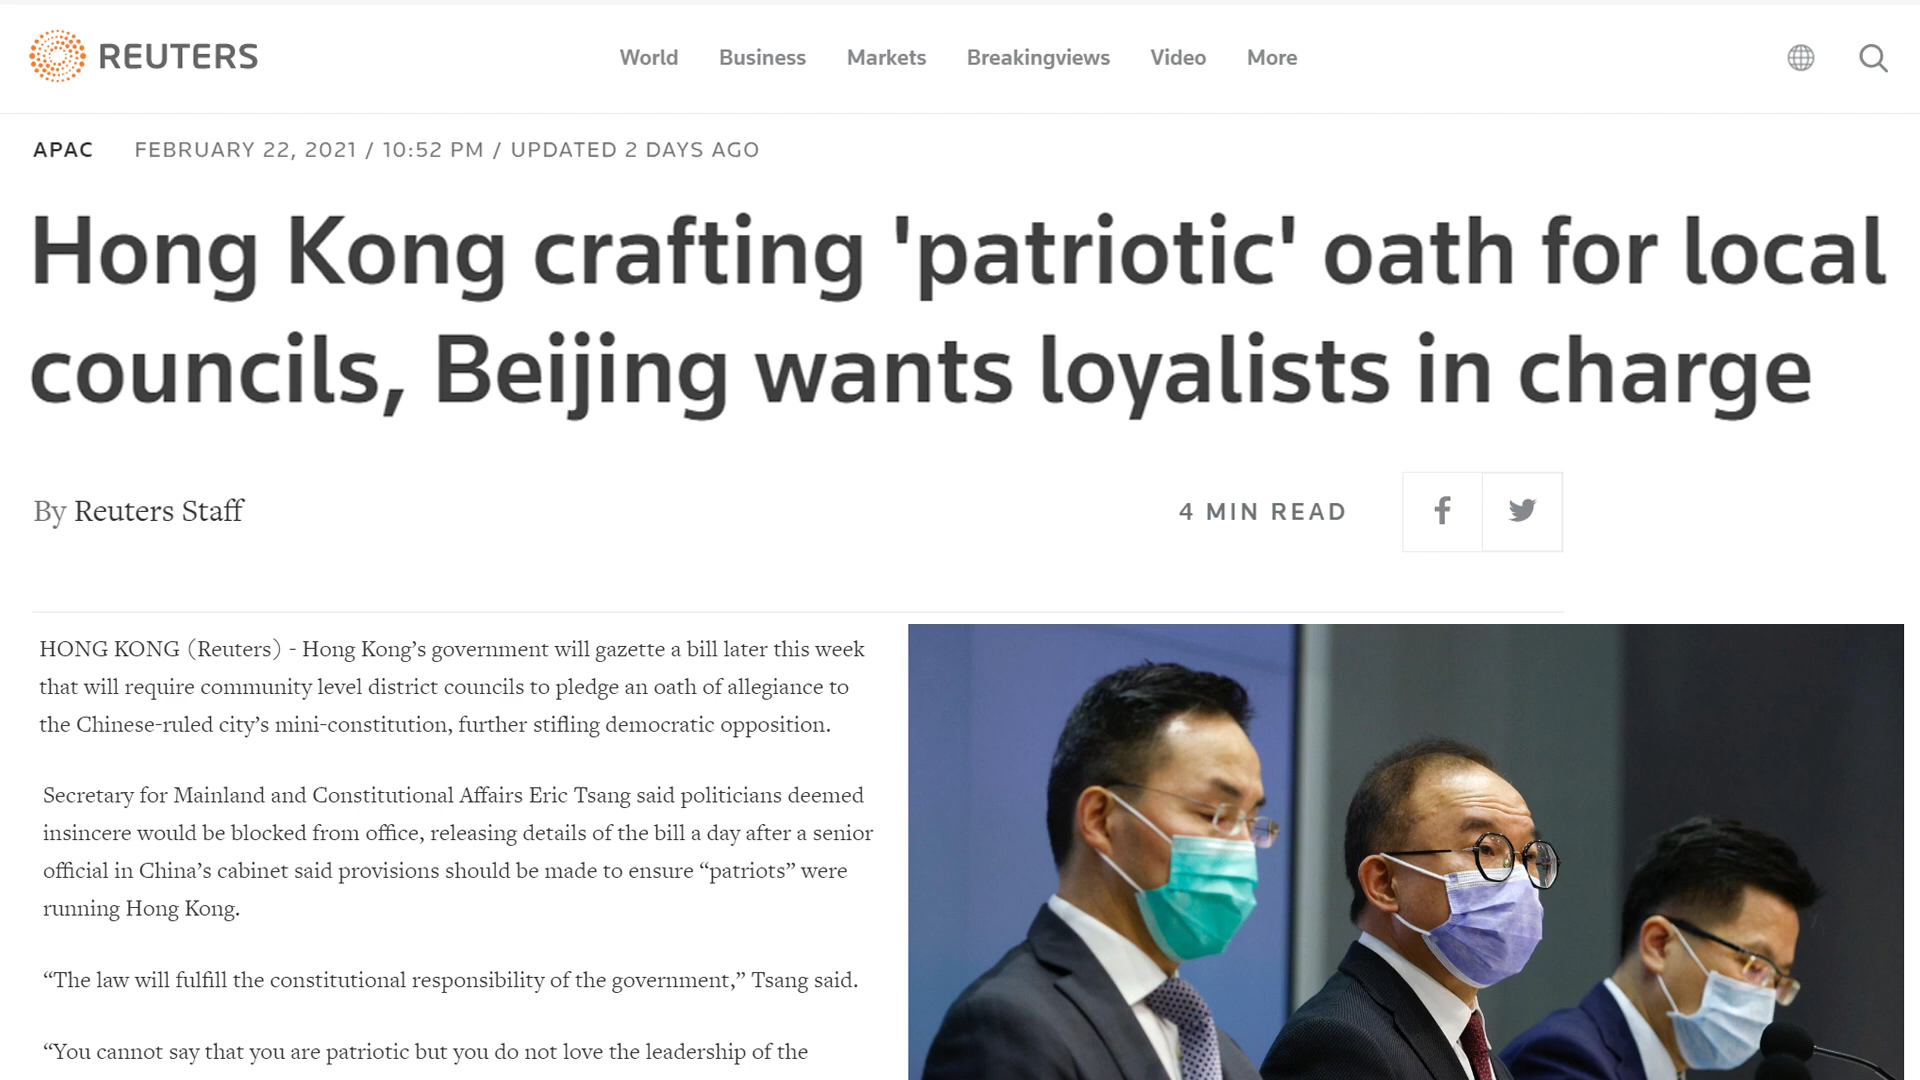 REUTERS
World Business Markets Breakingviews Video More
APAC FEBRUARY 22, 2021 / 10:52 PM / UPDATED 2 DAYS AGO
Hong Kong crafting 'patriotic' oath for local
councils, Beijing wants loyalists in charge
By Reuters Staff
4 MIN READ
HONG KONG (Reuters) - Hong Kong’s government will gazette a bill later this week
that will require community level district councils to pledge an oath of allegiance to
the Chinese-ruled city’s mini-constitution, further stifling democratic opposition.
Secretary for Mainland and Constitutional Affairs Eric Tsang said politicians deemed
insincere would be blocked from office, releasing details of the bill a day after a senior
official in China’s cabinet said provisions should be made to ensure “patriots” were
running Hong Kong.
“The law will fulfill the constitutional responsibility of the government,” Tsang said.
“You cannot say that you are patriotic but you do not love the leadership of the